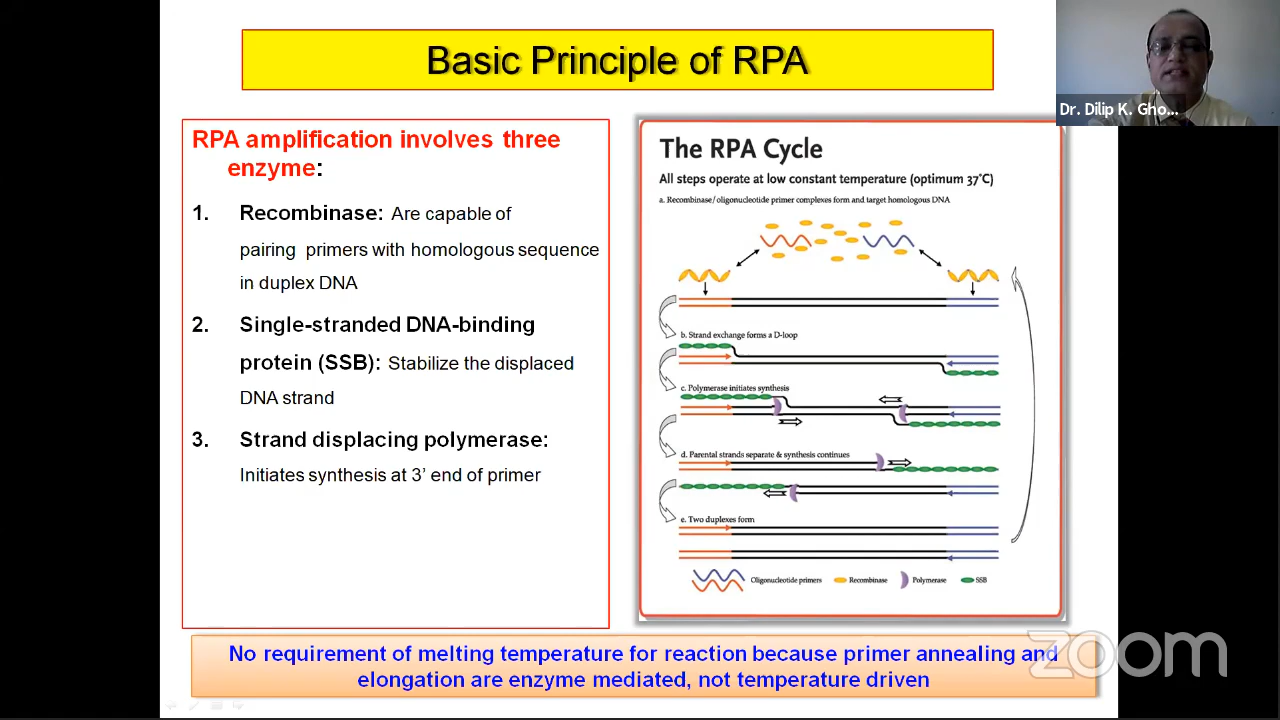 Basic Principle of RPA
Dr. Dilip K. Gho...
RPA amplification involves three
enzyme:
1. Recombinase: Are capable of
pairing primers with homologous sequence
in duplex DNA
2. Single-stranded DNA-binding
protein (SSB): Stabilize the displaced
DNA strand
3. Strand displacing polymerase:
Initiates synthesis at 3’ end of primer
The RPA Cycle
All steps operate at low constant temperature (optimum 37°C)
a. Recombinase/oligonucleotide primer complexes form and target homologous DNA
b. Strand exchange forms a D-loop
c. Polymerase initiates synthesis
d. Parental strands separate & synthesis continues
e. Two duplexes form
Oligonucleotide primers Recombinase Polymerase SSB
No requirement of melting temperature for reaction because primer annealing and
elongation are enzyme mediated, not temperature driven
zoom